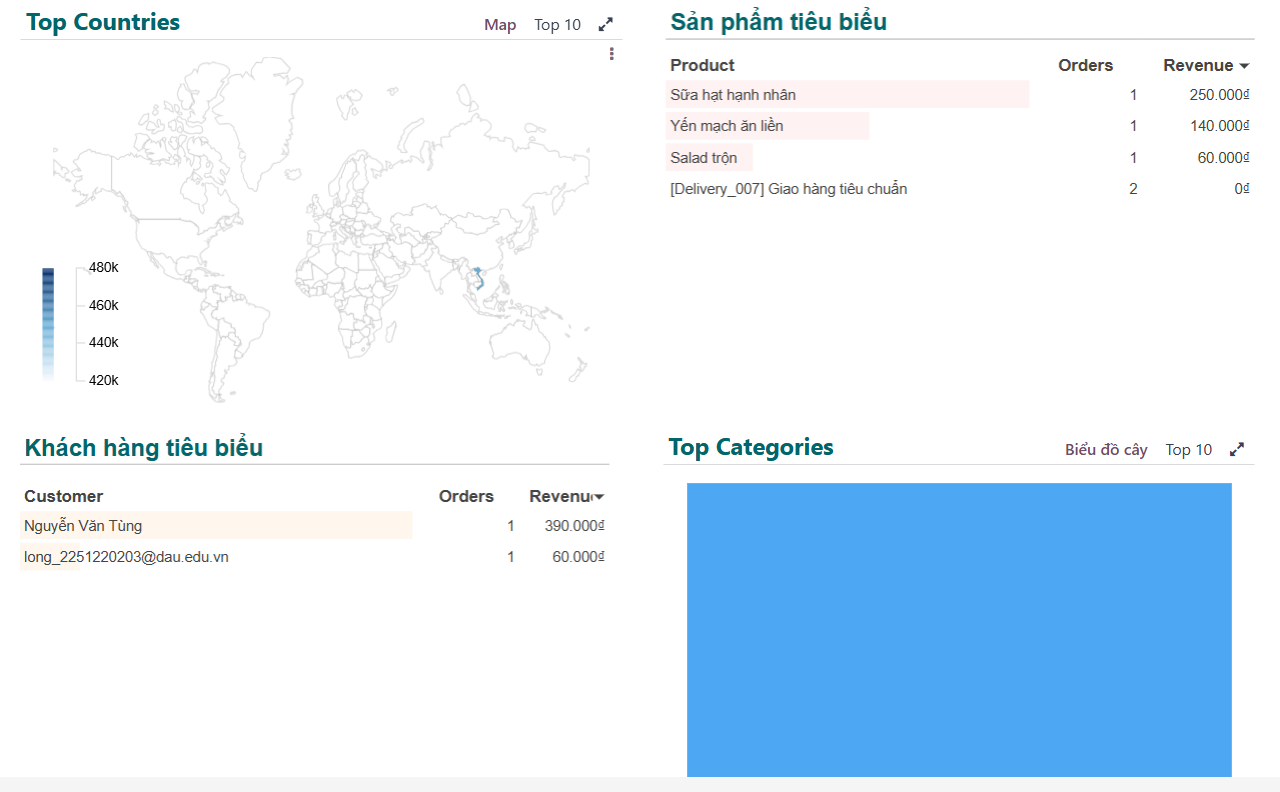 Top Countries
Map Top 10
480k
460k
440k
420k
Sản phẩm tiêu biểu
Product Orders Revenue
Sữa hạt hạnh nhân 1 250.000₫
Yến mạch ăn liền 1 140.000₫
Salad trộn 1 60.000₫
[Delivery_007] Giao hàng tiêu chuẩn 2 0₫
Khách hàng tiêu biểu
Customer Orders Revenu
Nguyễn Văn Tùng 1 390.000₫
long_2251220203@dau.edu.vn 1 60.000₫
Top Categories
Biểu đồ cây Top 10